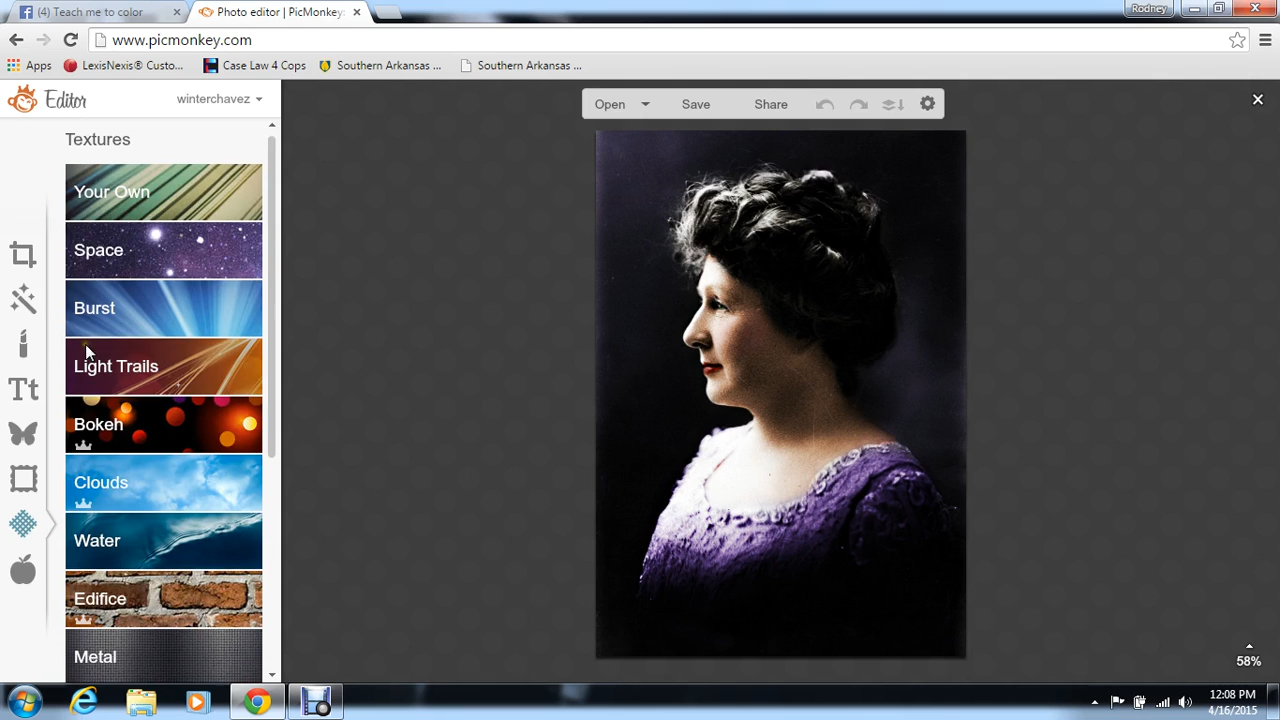 (4) Teach me to color
Photo editor | PicMonkey:
Rodney
www.picmonkey.com
Apps
LexisNexis® Custo...
Case Law 4 Cops
Southern Arkansas ...
Southern Arkansas ...
Editor
winterchavez
Open
Save
Share
Textures
Your Own
Space
Burst
Light Trails
Bokeh
Clouds
Water
Edifice
Metal
Tt
58%
12:08 PM
4/16/2015